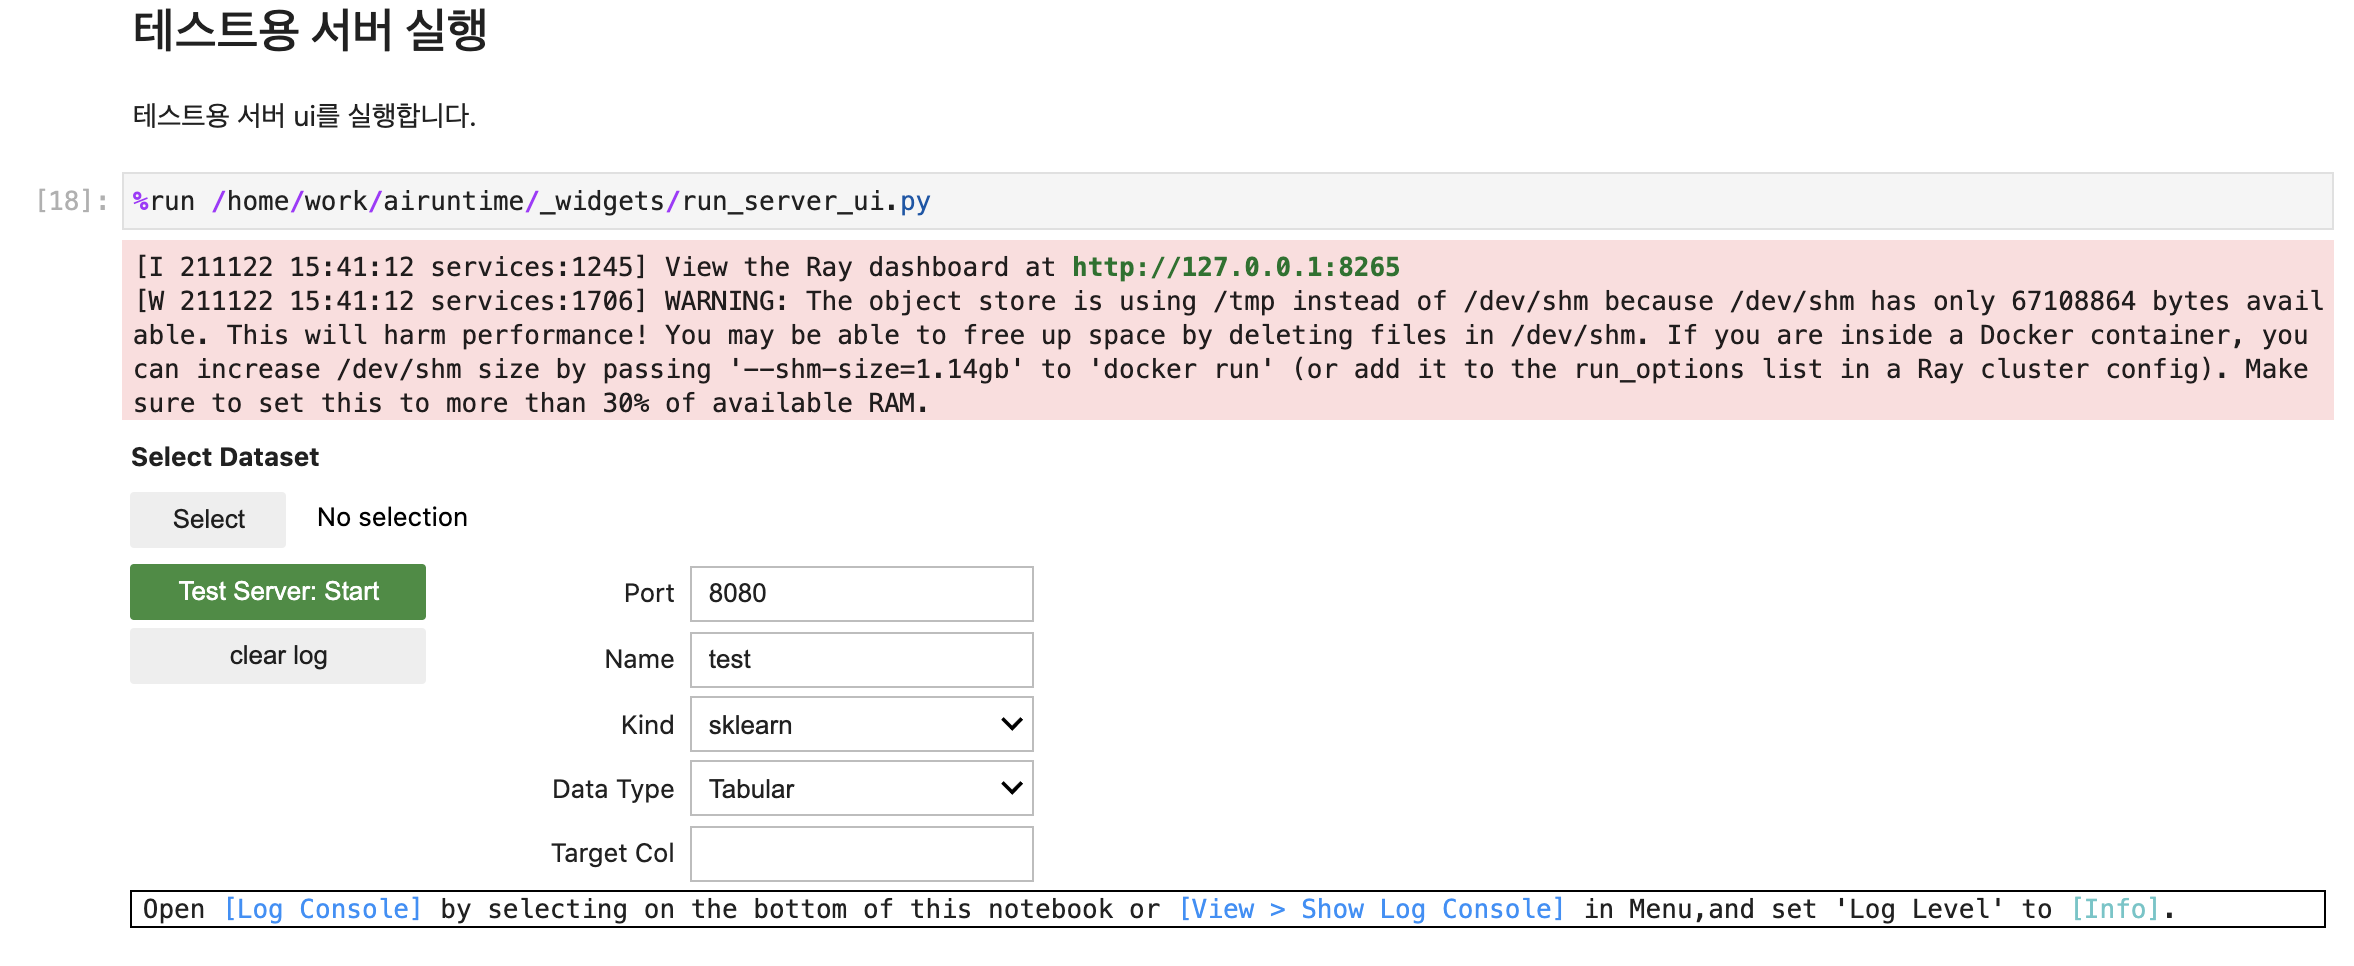 테스트용 서버 실행
테스트용 서버 ui를 실행합니다.
[18]: %run /home/work/airuntime/_widgets/run_server_ui.py
[I 211122 15:41:12 services:1245] View the Ray dashboard at http://127.0.0.1:8265
[W 211122 15:41:12 services:1706] WARNING: The object store is using /tmp instead of /dev/shm because /dev/shm has only 67108864 bytes avail
able. This will harm performance! You may be able to free up space by deleting files in /dev/shm. If you are inside a Docker container, you
can increase /dev/shm size by passing '--shm-size=1.14gb' to 'docker run' (or add it to the run_options list in a Ray cluster config). Make
sure to set this to more than 30% of available RAM.
Select Dataset
Select No selection
Test Server: Start
clear log
Port 8080
Name test
Kind sklearn
Data Type Tabular
Target Col
Open [Log Console] by selecting on the bottom of this notebook or [View > Show Log Console] in Menu,and set 'Log Level' to [Info].